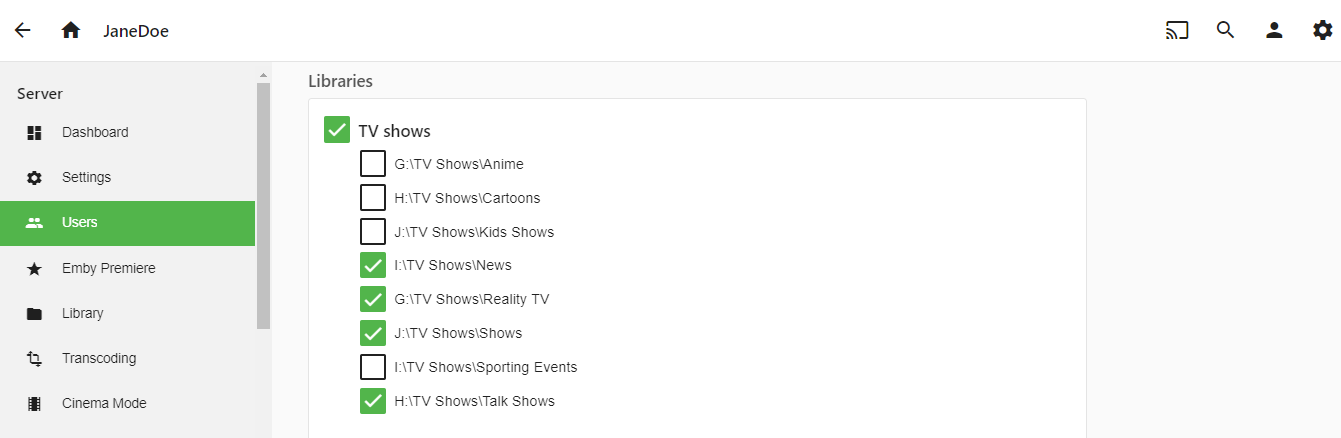 JaneDoe
Server
Dashboard
Settings
Users
Emby Premiere
Library
Transcoding
Cinema Mode
Libraries
TV shows
G:\TV Shows\Anime
H:\TV Shows\Cartoons
J:\TV Shows\Kids Shows
I:\TV Shows\News
G:\TV Shows\Reality TV
J:\TV Shows\Shows
I:\TV Shows\Sporting Events
H:\TV Shows\Talk Shows